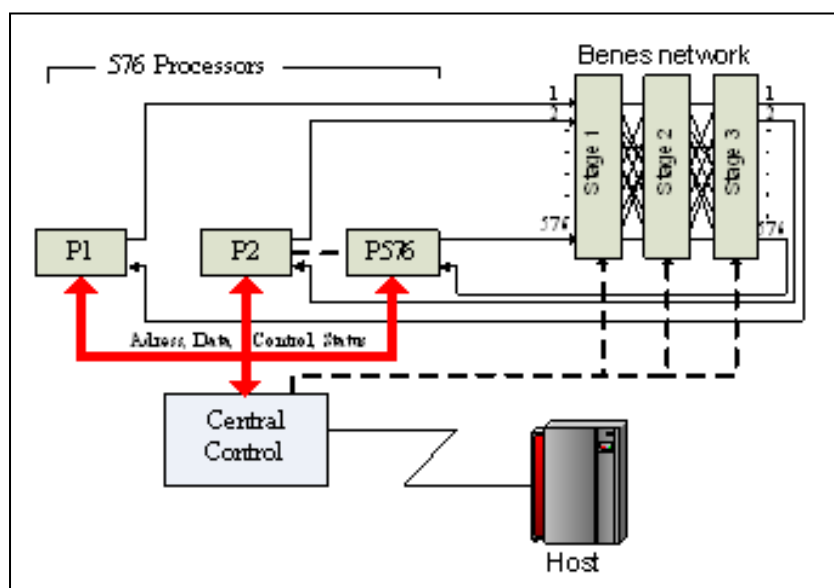 Benes network
576 Processors
1
2
576
Stage 1
Stage 2
Stage 3
1
2
576
P1
P2
P576
Adress, Data, Control, Status
Central
Control
Host